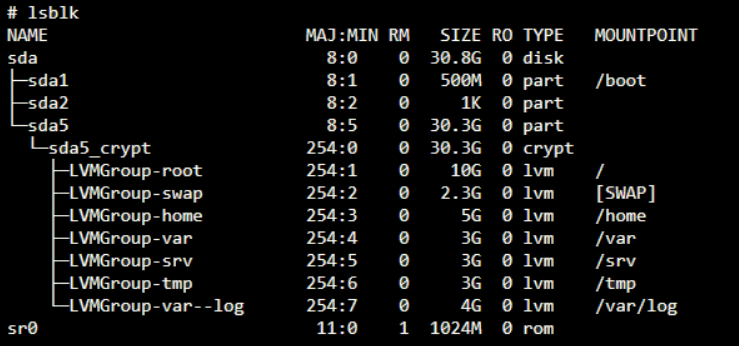 # lsblk
NAME                    MAJ:MIN RM   SIZE RO TYPE  MOUNTPOINT
sda                       8:0    0  30.8G  0 disk
├─sda1                    8:1    0   500M  0 part  /boot
├─sda2                    8:2    0     1K  0 part
└─sda5                    8:5    0  30.3G  0 part
  └─sda5_crypt          254:0    0  30.3G  0 crypt
    ├─LVMGroup-root     254:1    0    10G  0 lvm   /
    ├─LVMGroup-swap     254:2    0   2.3G  0 lvm   [SWAP]
    ├─LVMGroup-home     254:3    0     5G  0 lvm   /home
    ├─LVMGroup-var      254:4    0     3G  0 lvm   /var
    ├─LVMGroup-srv      254:5    0     3G  0 lvm   /srv
    ├─LVMGroup-tmp      254:6    0     3G  0 lvm   /tmp
    └─LVMGroup-var--log 254:7    0     4G  0 lvm   /var/log
sr0                      11:0    1  1024M  0 rom